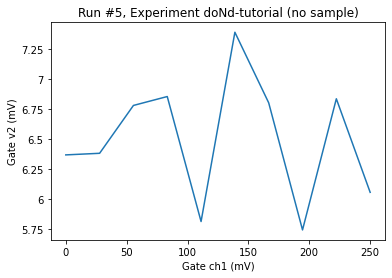 Run #5, Experiment doNd-tutorial (no sample)
7.25
7
6.75
6.5
6.25
6
5.75
Gate v2 (mV)
0 50 100 150 200 250
Gate ch1 (mV)